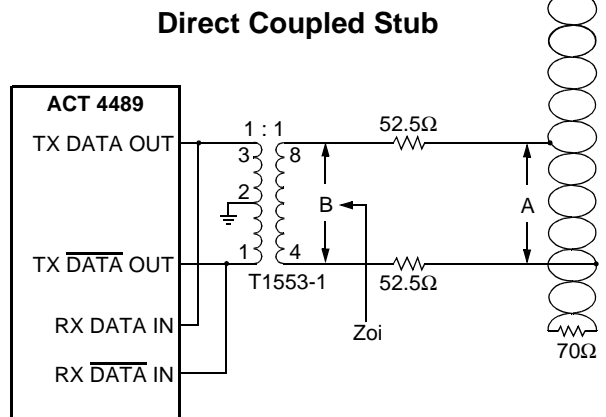 Direct Coupled Stub
ACT 4489
TX DATA OUT
1 : 1
52.5Ω
3
8
2
B
A
TX DATA OUT
1
4
T1553-1
52.5Ω
RX DATA IN
Zoi
70Ω
RX DATA IN